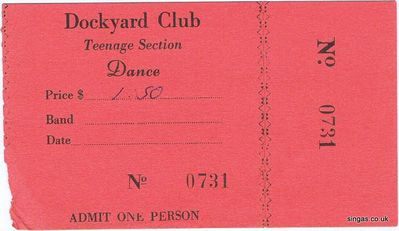 Dockyard Club
Teenage Section
Dance
Price $ 1.50
Band
Date
Nº 0731
ADMIT ONE PERSON
Nº 0731
singas.co.uk